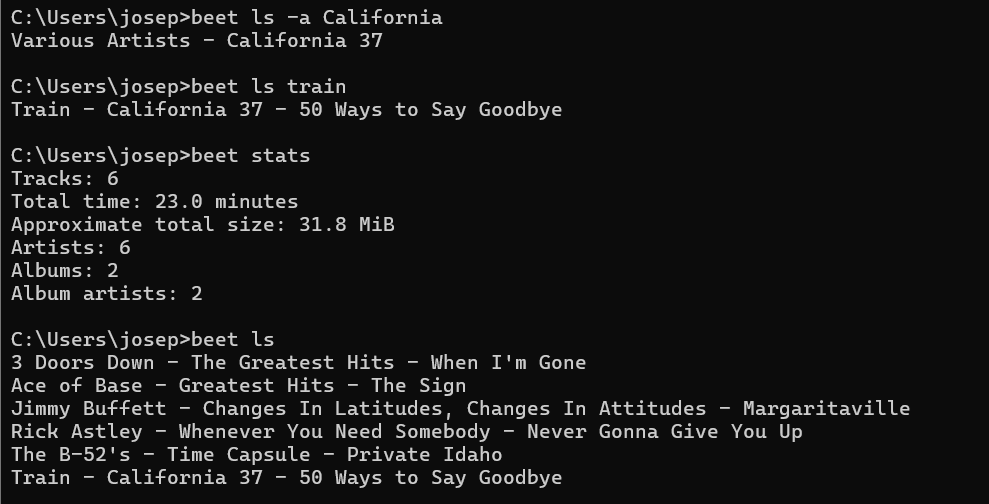 C:\Users\josep>beet ls -a California
Various Artists - California 37
C:\Users\josep>beet ls train
Train - California 37 - 50 Ways to Say Goodbye
C:\Users\josep>beet stats
Tracks: 6
Total time: 23.0 minutes
Approximate total size: 31.8 MiB
Artists: 6
Albums: 2
Album artists: 2
C:\Users\josep>beet ls
3 Doors Down - The Greatest Hits - When I'm Gone
Ace of Base - Greatest Hits - The Sign
Jimmy Buffett - Changes In Latitudes, Changes In Attitudes - Margaritaville
Rick Astley - Whenever You Need Somebody - Never Gonna Give You Up
The B-52's - Time Capsule - Private Idaho
Train - California 37 - 50 Ways to Say Goodbye